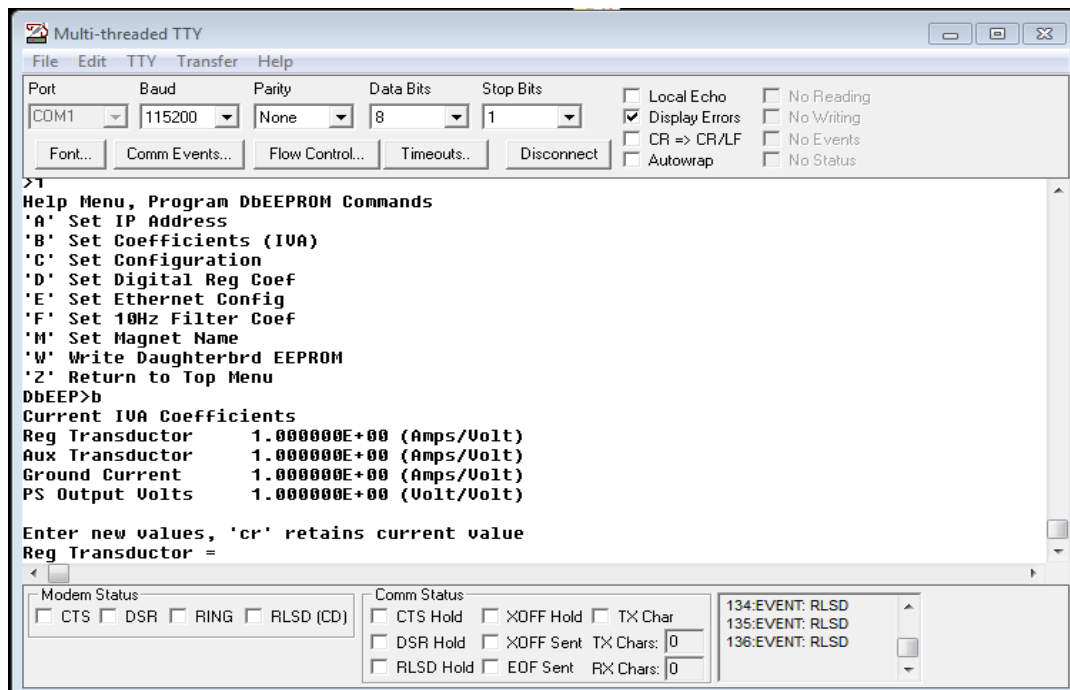 Multi-threaded TTY
File Edit TTY Transfer Help
Port Baud Parity Data Bits Stop Bits
COM1 115200 None 8 1
Local Echo No Reading
Display Errors No Writing
CR => CR/LF No Events
Autowrap No Status
Font... Comm Events... Flow Control... Timeouts.. Disconnect
Help Menu, Program DbEEPROM Commands
'A' Set IP Address
'B' Set Coefficients (IVA)
'C' Set Configuration
'D' Set Digital Reg Coef
'E' Set Ethernet Config
'F' Set 10Hz Filter Coef
'M' Set Magnet Name
'W' Write Daughterbrd EEPROM
'Z' Return to Top Menu
DbEEP>b
Current IVA Coefficients
Reg Transductor 1.000000E+00 (Amps/Volt)
Aux Transductor 1.000000E+00 (Amps/Volt)
Ground Current 1.000000E+00 (Amps/Volt)
PS Output Volts 1.000000E+00 (Volt/Volt)
Enter new values, 'cr' retains current value
Reg Transductor =
Modem Status
CTS DSR RING RLSD (CD)
Comm Status
CTS Hold XOFF Hold TX Char
DSR Hold XOFF Sent TX Chars: 0
RLSD Hold EOF Sent RX Chars: 0
134:EVENT: RLSD
135:EVENT: RLSD
136:EVENT: RLSD